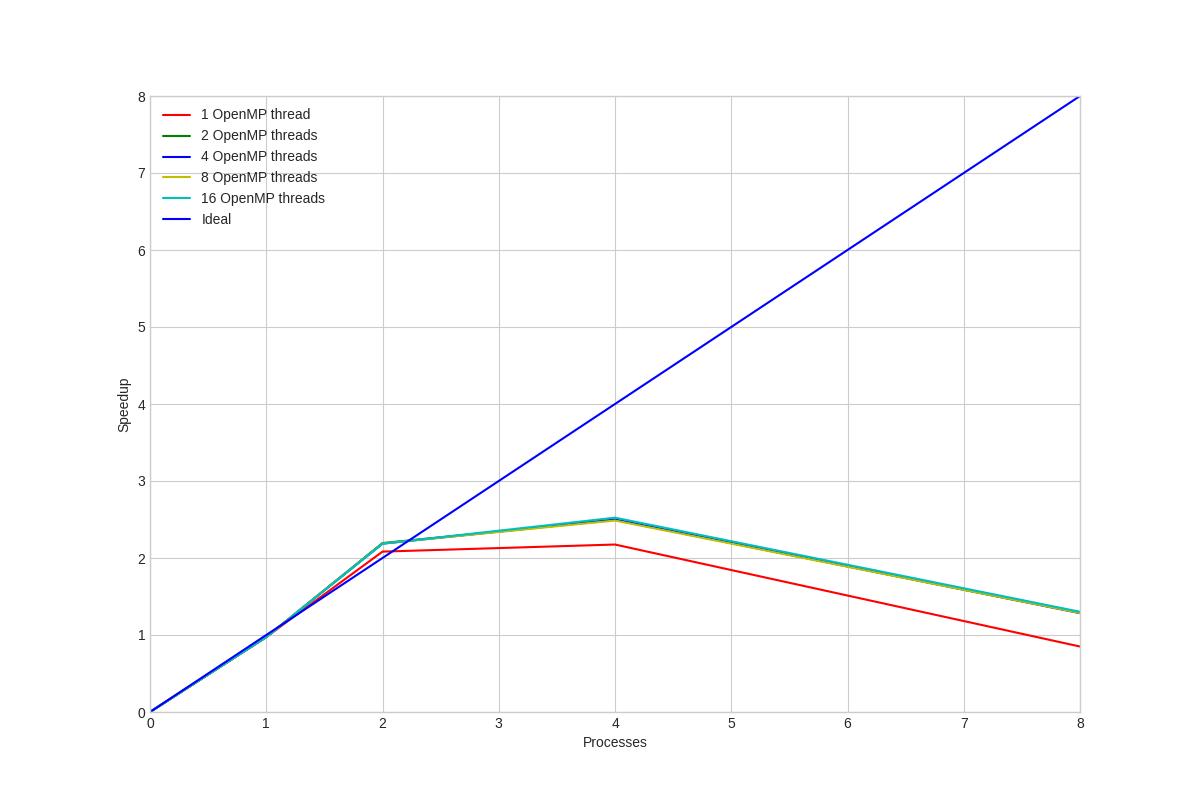 8
7
6
5
4
3
2
1
0
1 OpenMP thread
2 OpenMP threads
4 OpenMP threads
8 OpenMP threads
16 OpenMP threads
Ideal
Speedup
0 1 2 3 4 5 6 7 8
Processes